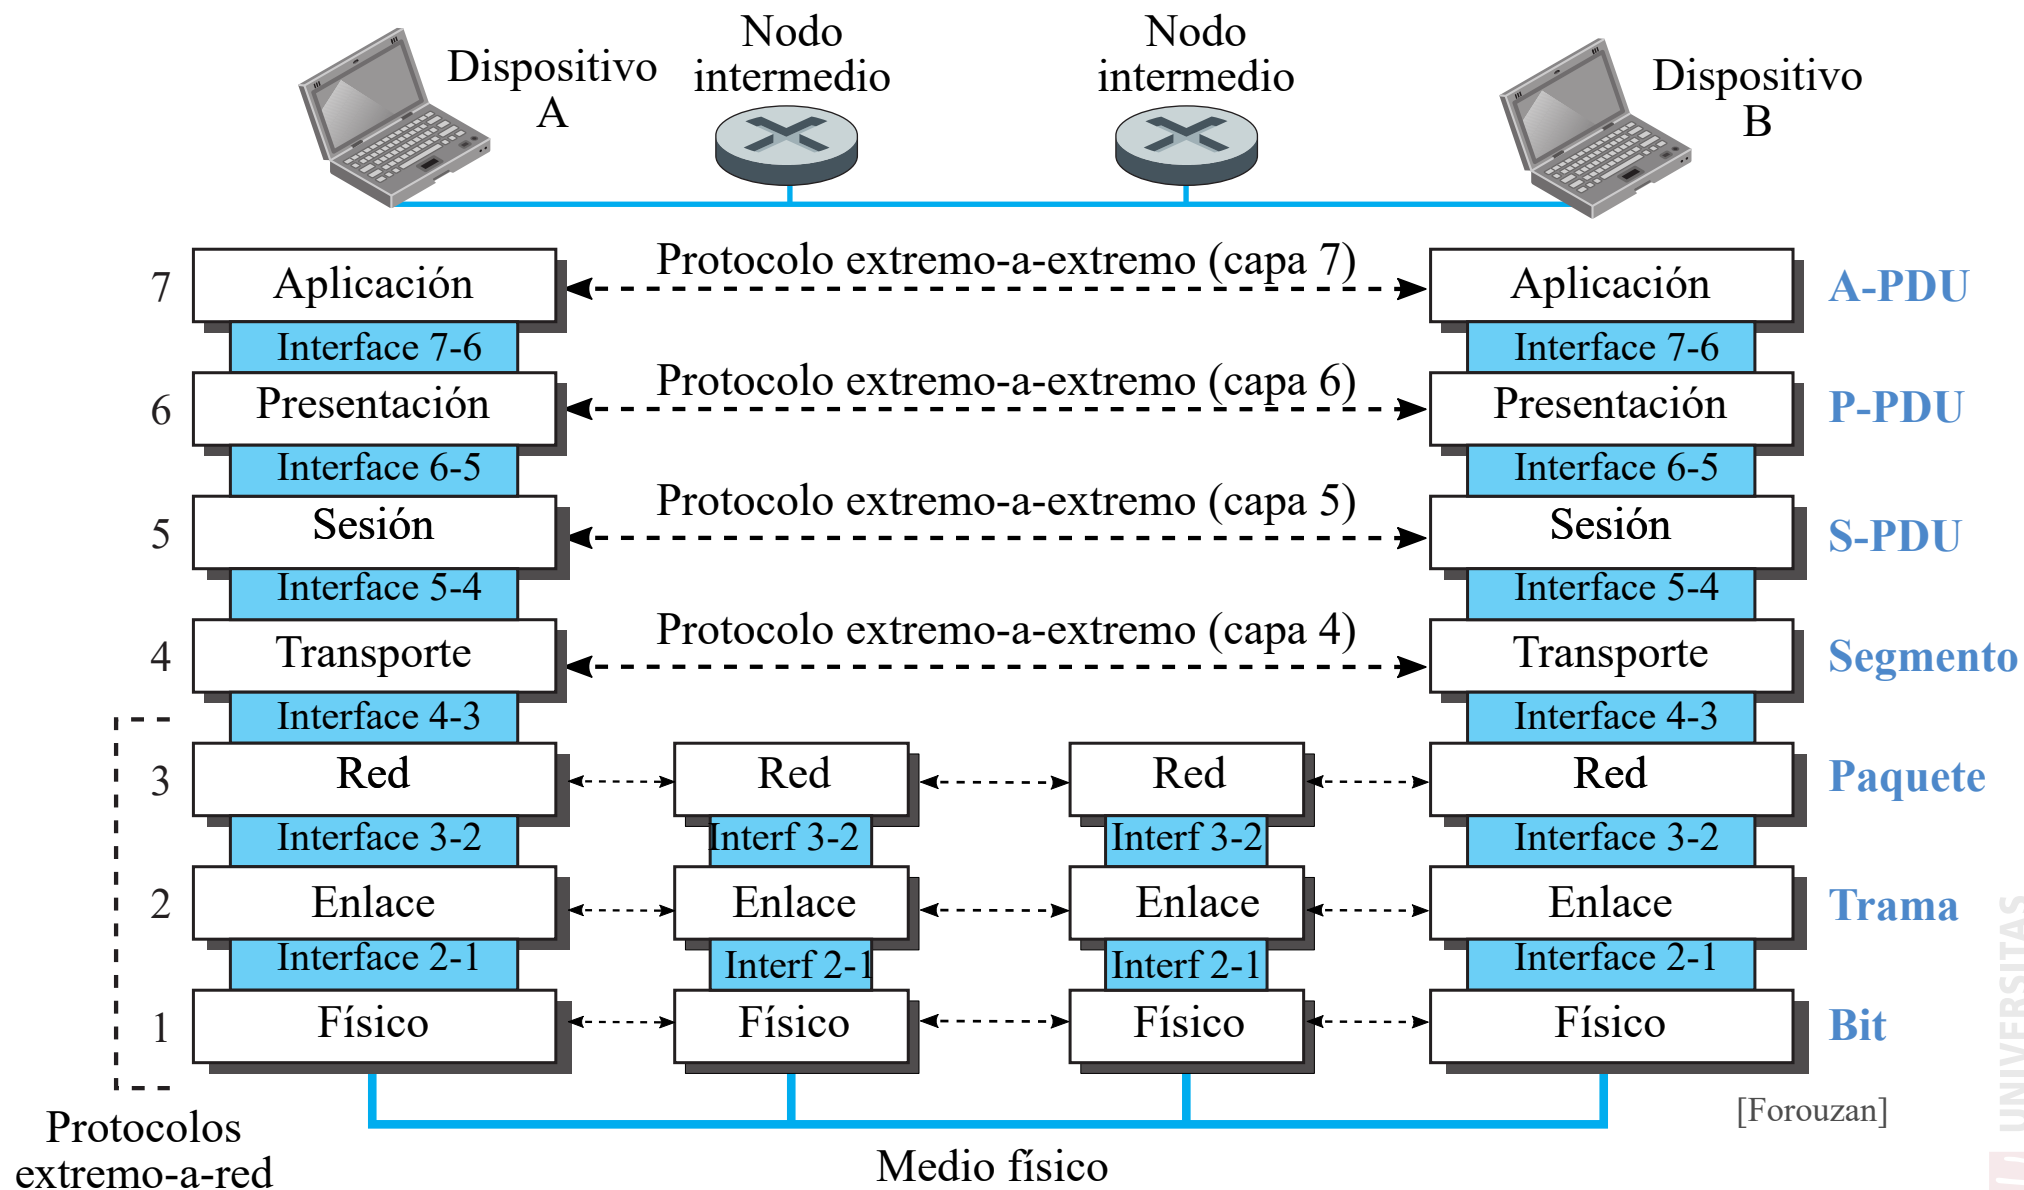 Dispositivo
A
Nodo
intermedio
Nodo
intermedio
Dispositivo
B
7 Aplicación Protocolo extremo-a-extremo (capa 7) Aplicación A-PDU
Interface 7-6 Interface 7-6
6 Presentación Protocolo extremo-a-extremo (capa 6) Presentación P-PDU
Interface 6-5 Interface 6-5
5 Sesión Protocolo extremo-a-extremo (capa 5) Sesión S-PDU
Interface 5-4 Interface 5-4
4 Transporte Protocolo extremo-a-extremo (capa 4) Transporte Segmento
Interface 4-3 Interface 4-3
3 Red Red Red Red Paquete
Interface 3-2 Interf 3-2 Interf 3-2 Interface 3-2
2 Enlace Enlace Enlace Enlace Trama
Interface 2-1 Interf 2-1 Interf 2-1 Interface 2-1
1 Físico Físico Físico Físico Bit
Protocolos
extremo-a-red
Medio físico
[Forouzan]
UNIVERSITAS